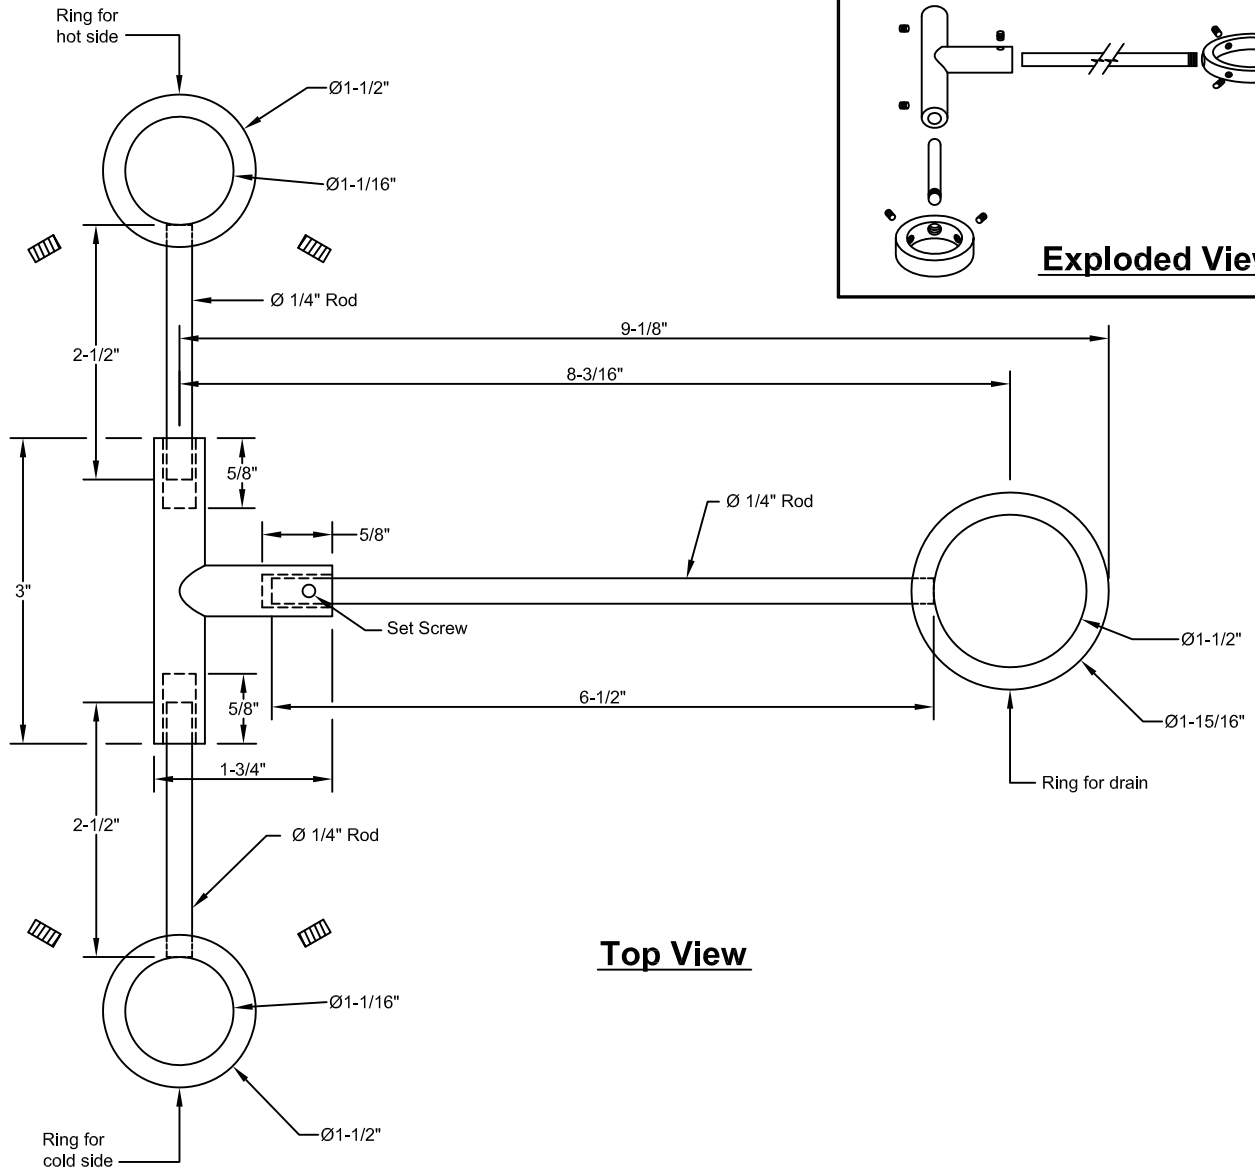 Ring for
hot side
Ø1-1/2"
Ø1-1/16"
Exploded View
Ø 1/4" Rod
9-1/8"
2-1/2"
8-3/16"
5/8"
Ø 1/4" Rod
5/8"
3"
Set Screw
Ø1-1/2"
6-1/2"
5/8"
Ø1-15/16"
1-3/4"
Ring for drain
2-1/2"
Ø 1/4" Rod
Top View
Ø1-1/16"
Ø1-1/2"
Ring for
cold side